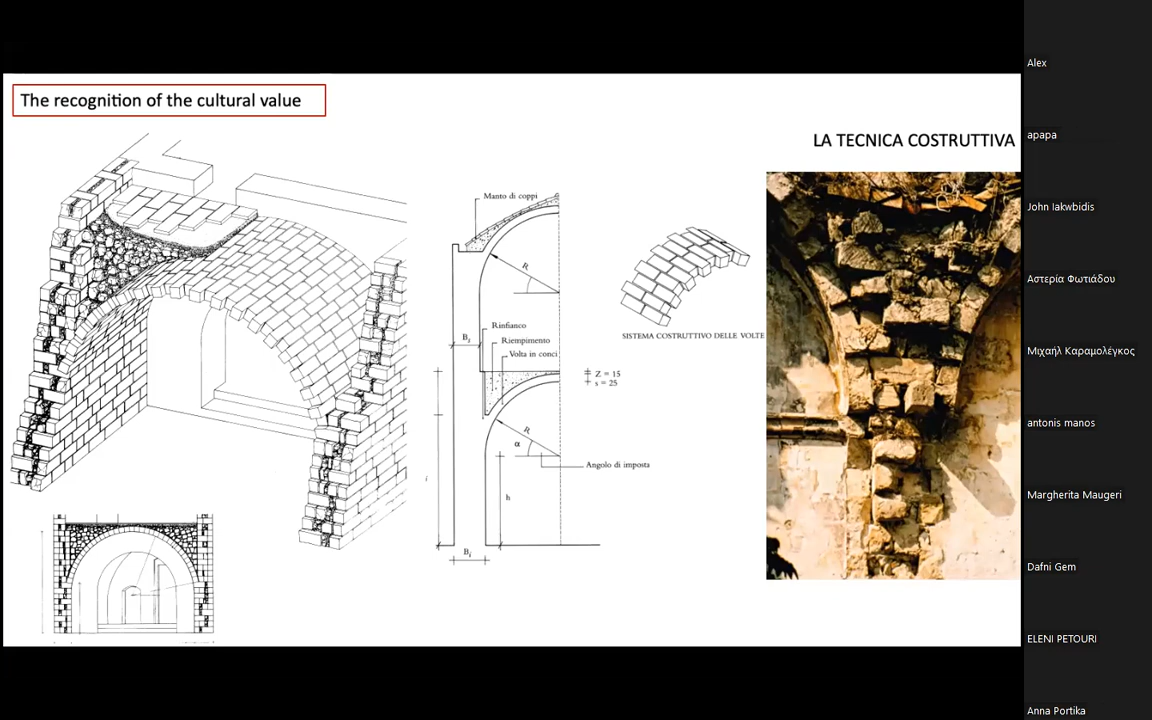 The recognition of the cultural value
LA TECNICA COSTRUTTIVA
Manto di coppi
R
Rinfianco
Riempimento
Volta in conci
Z = 15
s = 25
R
α
Angolo di imposta
h
SISTEMA COSTRUTTIVO DELLE VOLTE
Alex
apapa
John Iakwbidis
Αστερία Φωτιάδου
Μιχαήλ Καραμολέγκος
antonis manos
Margherita Maugeri
Dafni Gem
ELENI PETOURI
Anna Portika